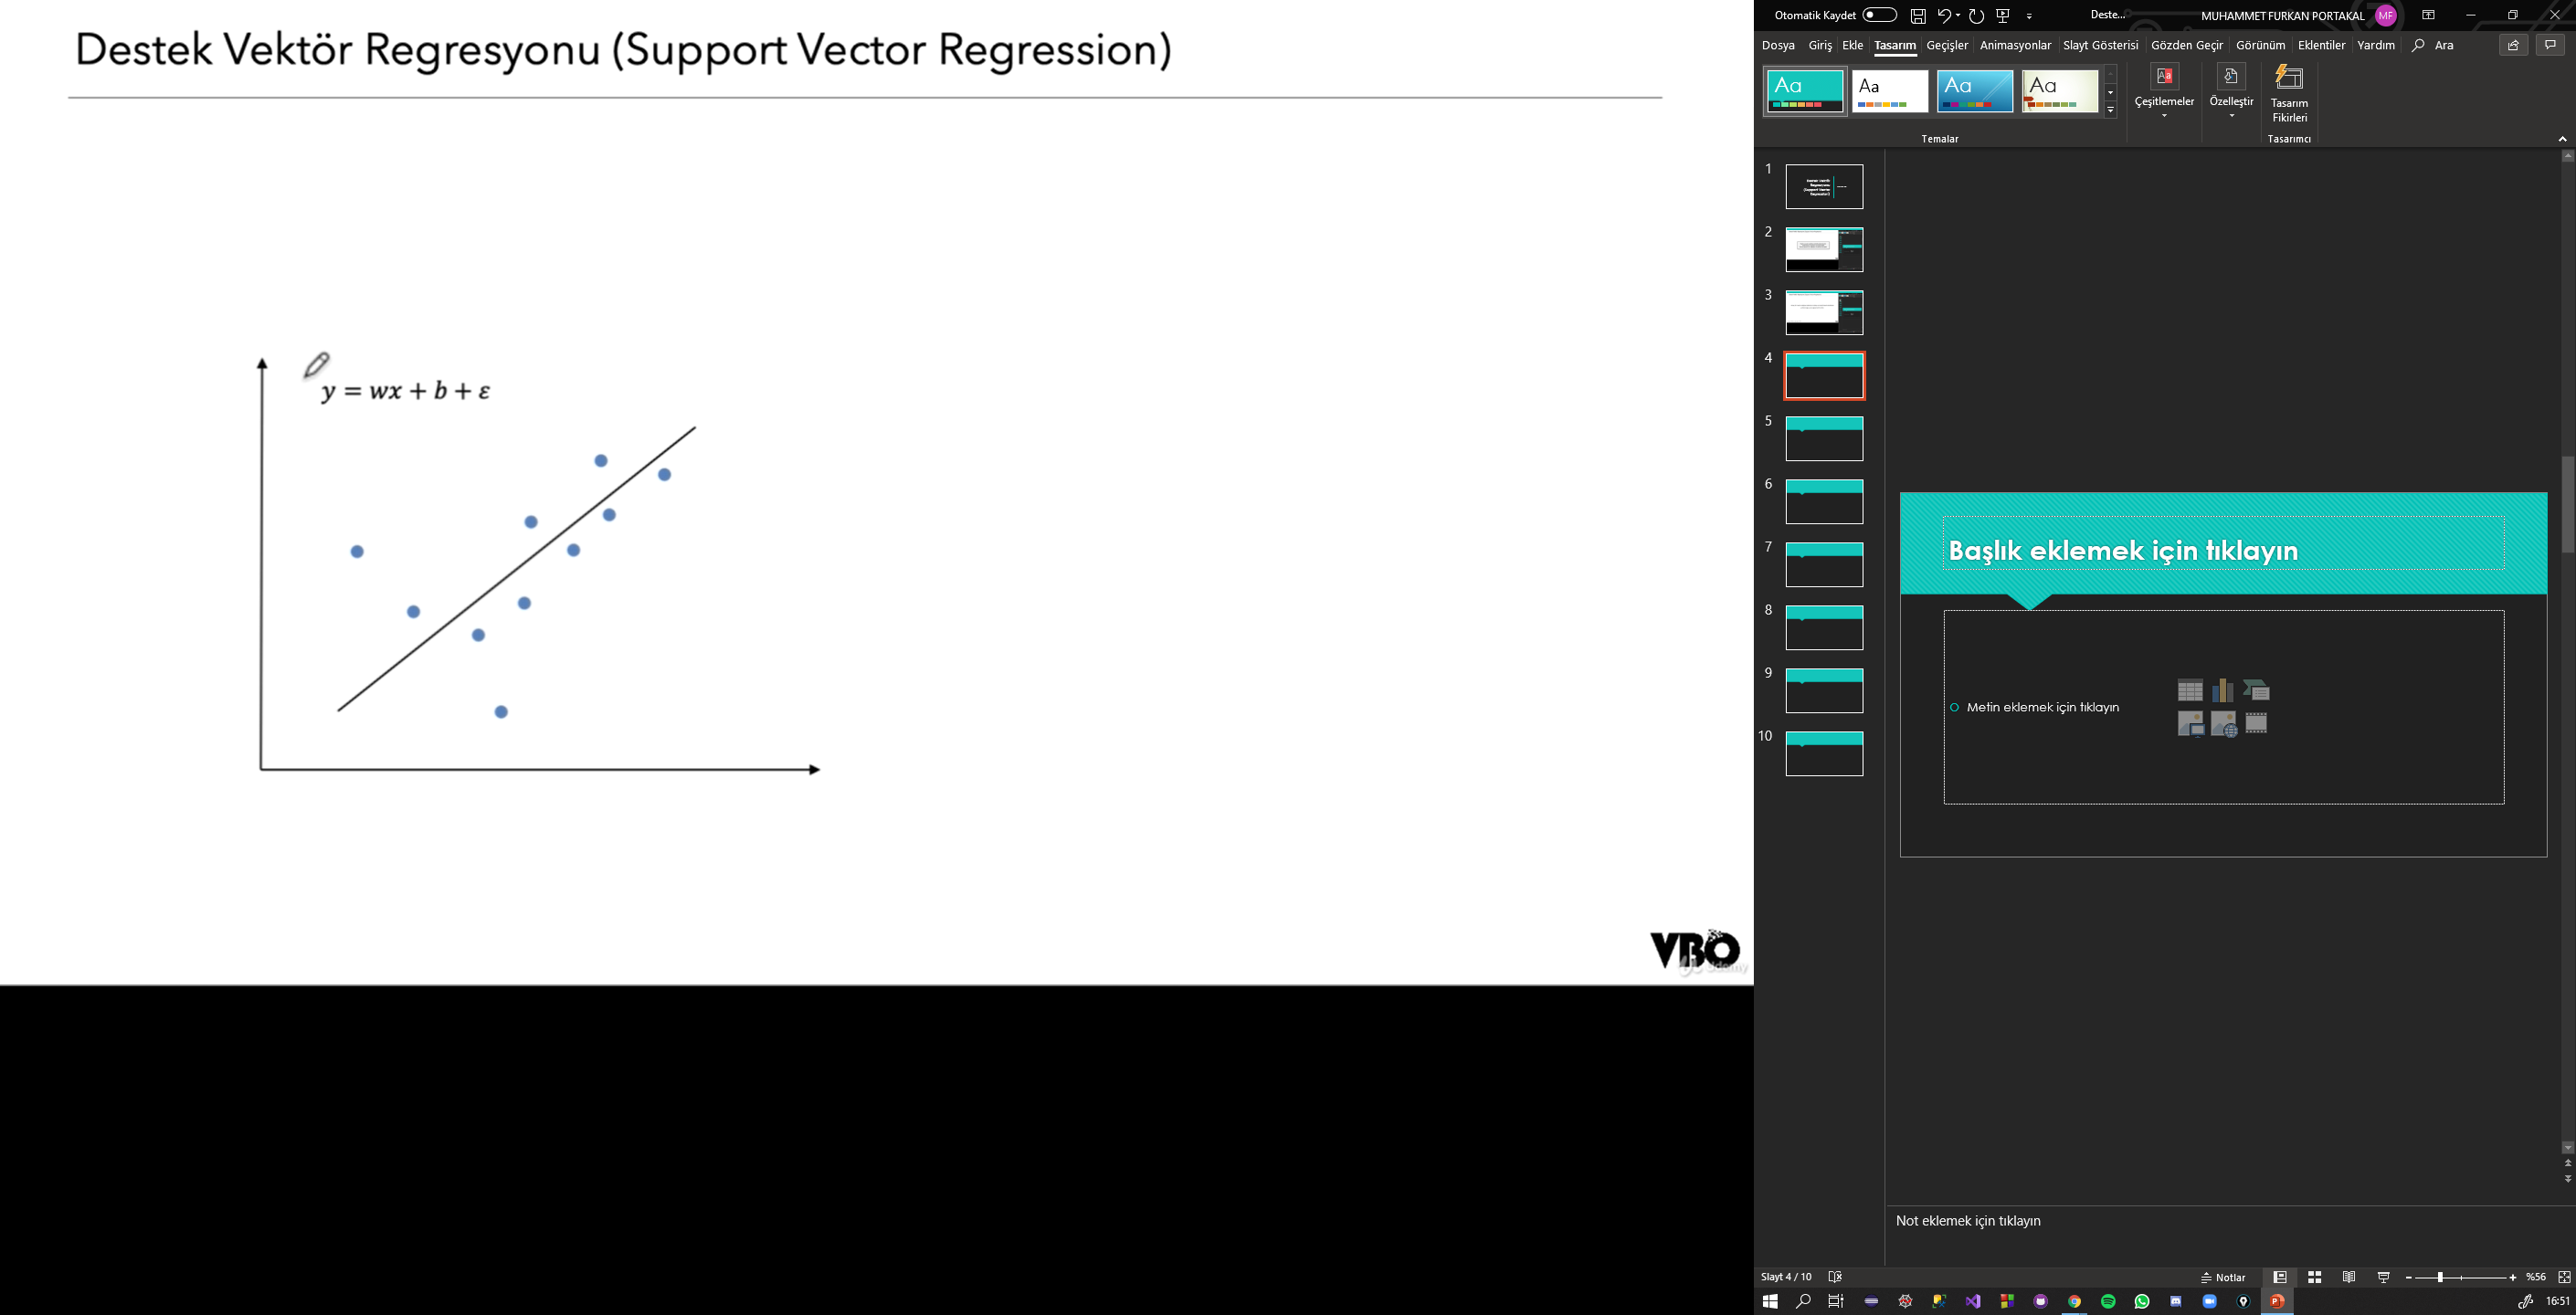 Destek Vektör Regresyonu (Support Vector Regression)
y = wx + b + ε
VBO
Udemy
Otomatik Kaydet
Deste...
MUHAMMET FURKAN PORTAKAL
MF
Dosya Giriş Ekle Tasarım Geçişler Animasyonlar Slayt Gösterisi Gözden Geçir Görünüm Eklentiler Yardım Ara
Aa Aa Aa Aa
Çeşitlemeler
Özelleştir
Tasarım
Fikirleri
Temalar
Tasarımcı
1
2
3
4
5
6
7
8
9
10
Başlık eklemek için tıklayın
Metin eklemek için tıklayın
Not eklemek için tıklayın
Slayt 4 / 10
Notlar
%56
16:51